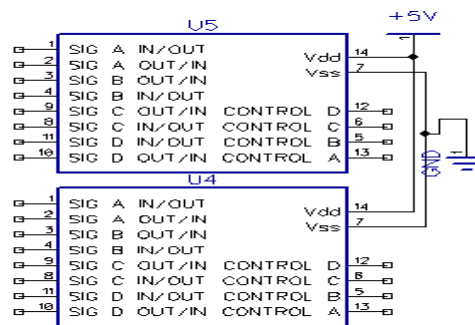 U5
+5V
1
1 SIG A IN/OUT
Vdd 14
2 SIG A OUT/IN
Vss 7
3 SIG B OUT/IN
4 SIG B IN/OUT
9 SIG C OUT/IN CONTROL D 12
8 SIG C IN/OUT CONTROL C 6
11 SIG D IN/OUT CONTROL B 5
10 SIG D OUT/IN CONTROL A 13
GND
1
U4
1 SIG A IN/OUT
Vdd 14
2 SIG A OUT/IN
Vss 7
3 SIG B OUT/IN
4 SIG B IN/OUT
9 SIG C OUT/IN CONTROL D 12
8 SIG C IN/OUT CONTROL C 6
11 SIG D IN/OUT CONTROL B 5
10 SIG D OUT/IN CONTROL A 13